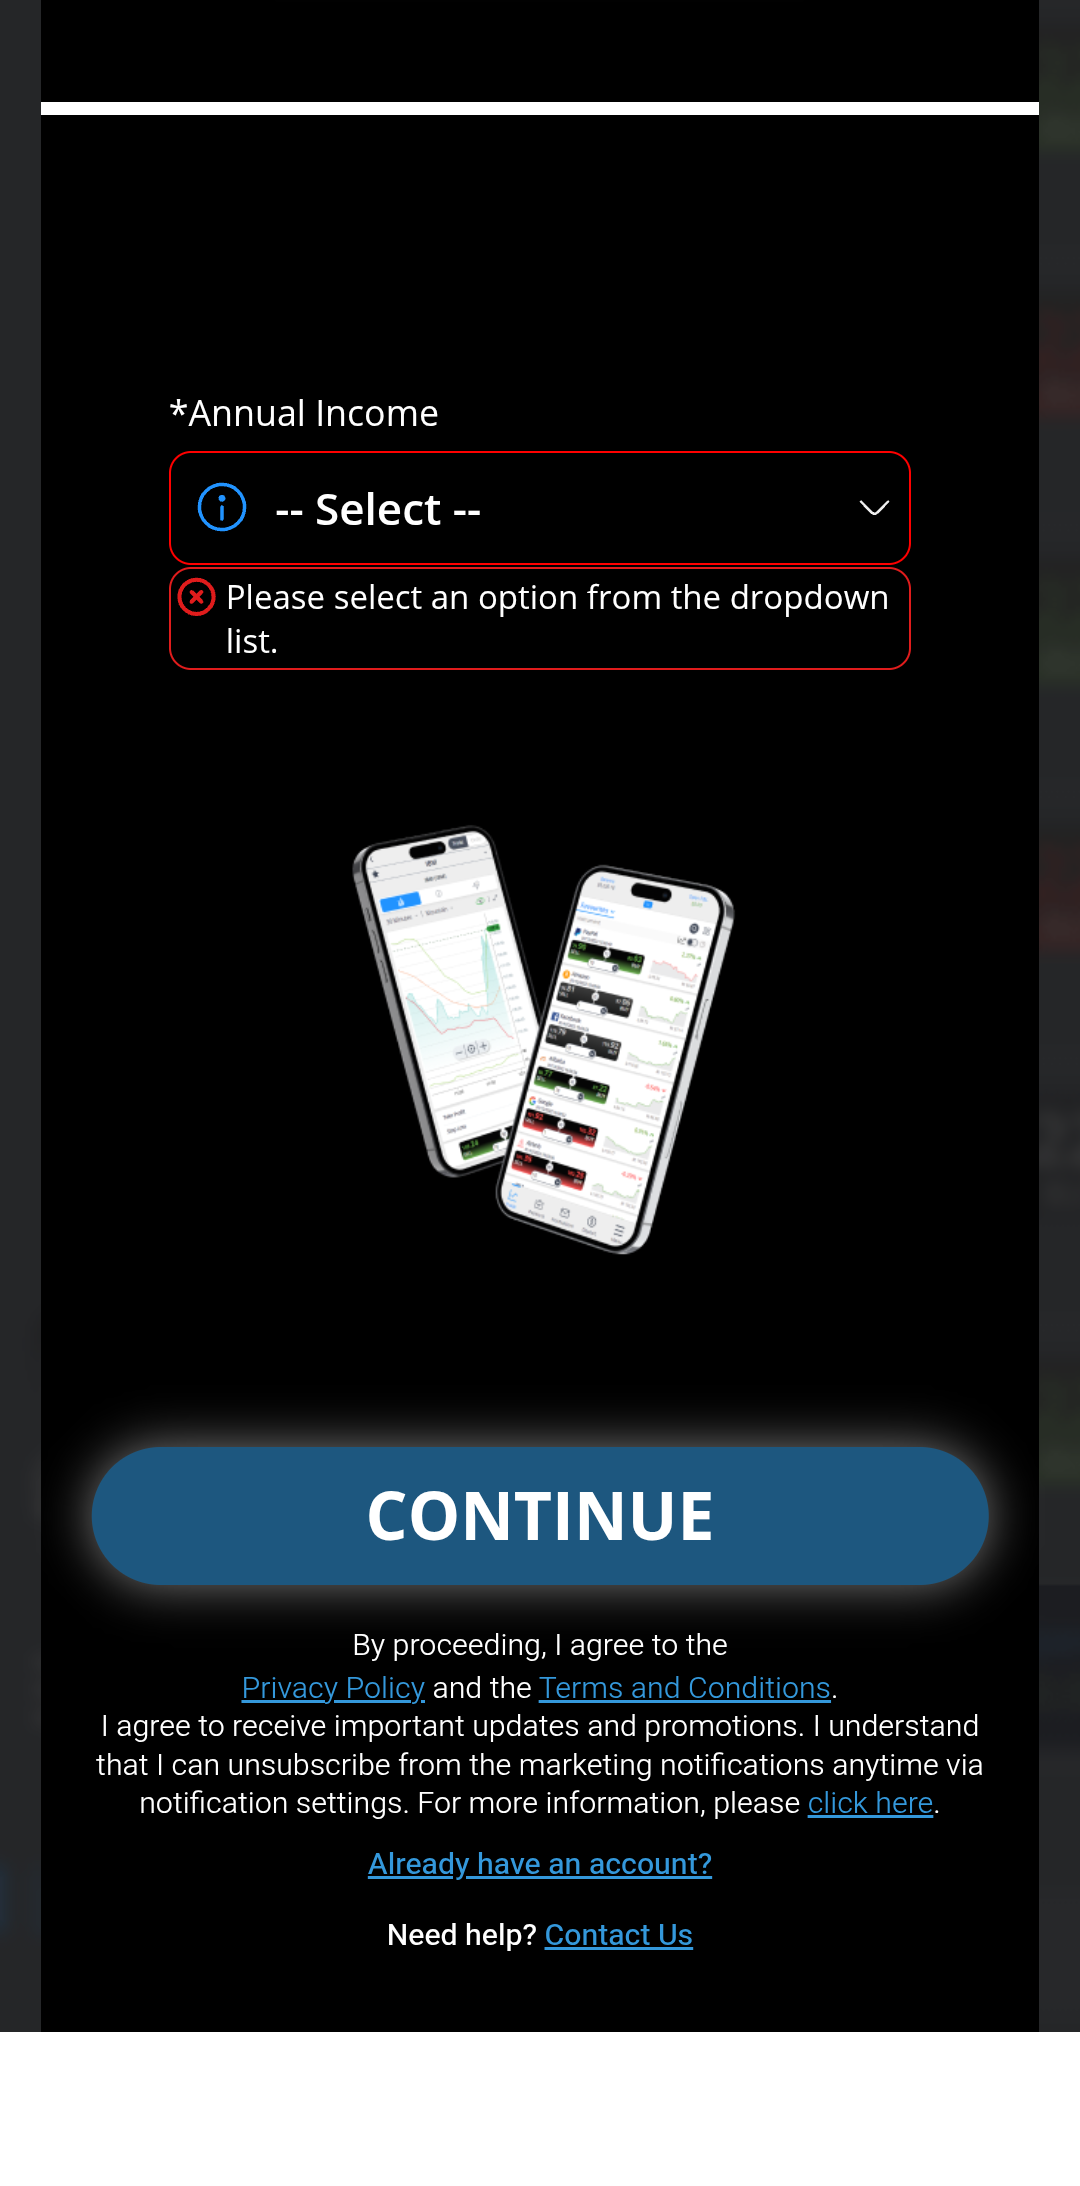 *Annual Income
-- Select --
Please select an option from the dropdown
list.
CONTINUE
By proceeding, I agree to the
Privacy Policy and the Terms and Conditions.
I agree to receive important updates and promotions. I understand
that I can unsubscribe from the marketing notifications anytime via
notification settings. For more information, please click here.
Already have an account?
Need help? Contact Us